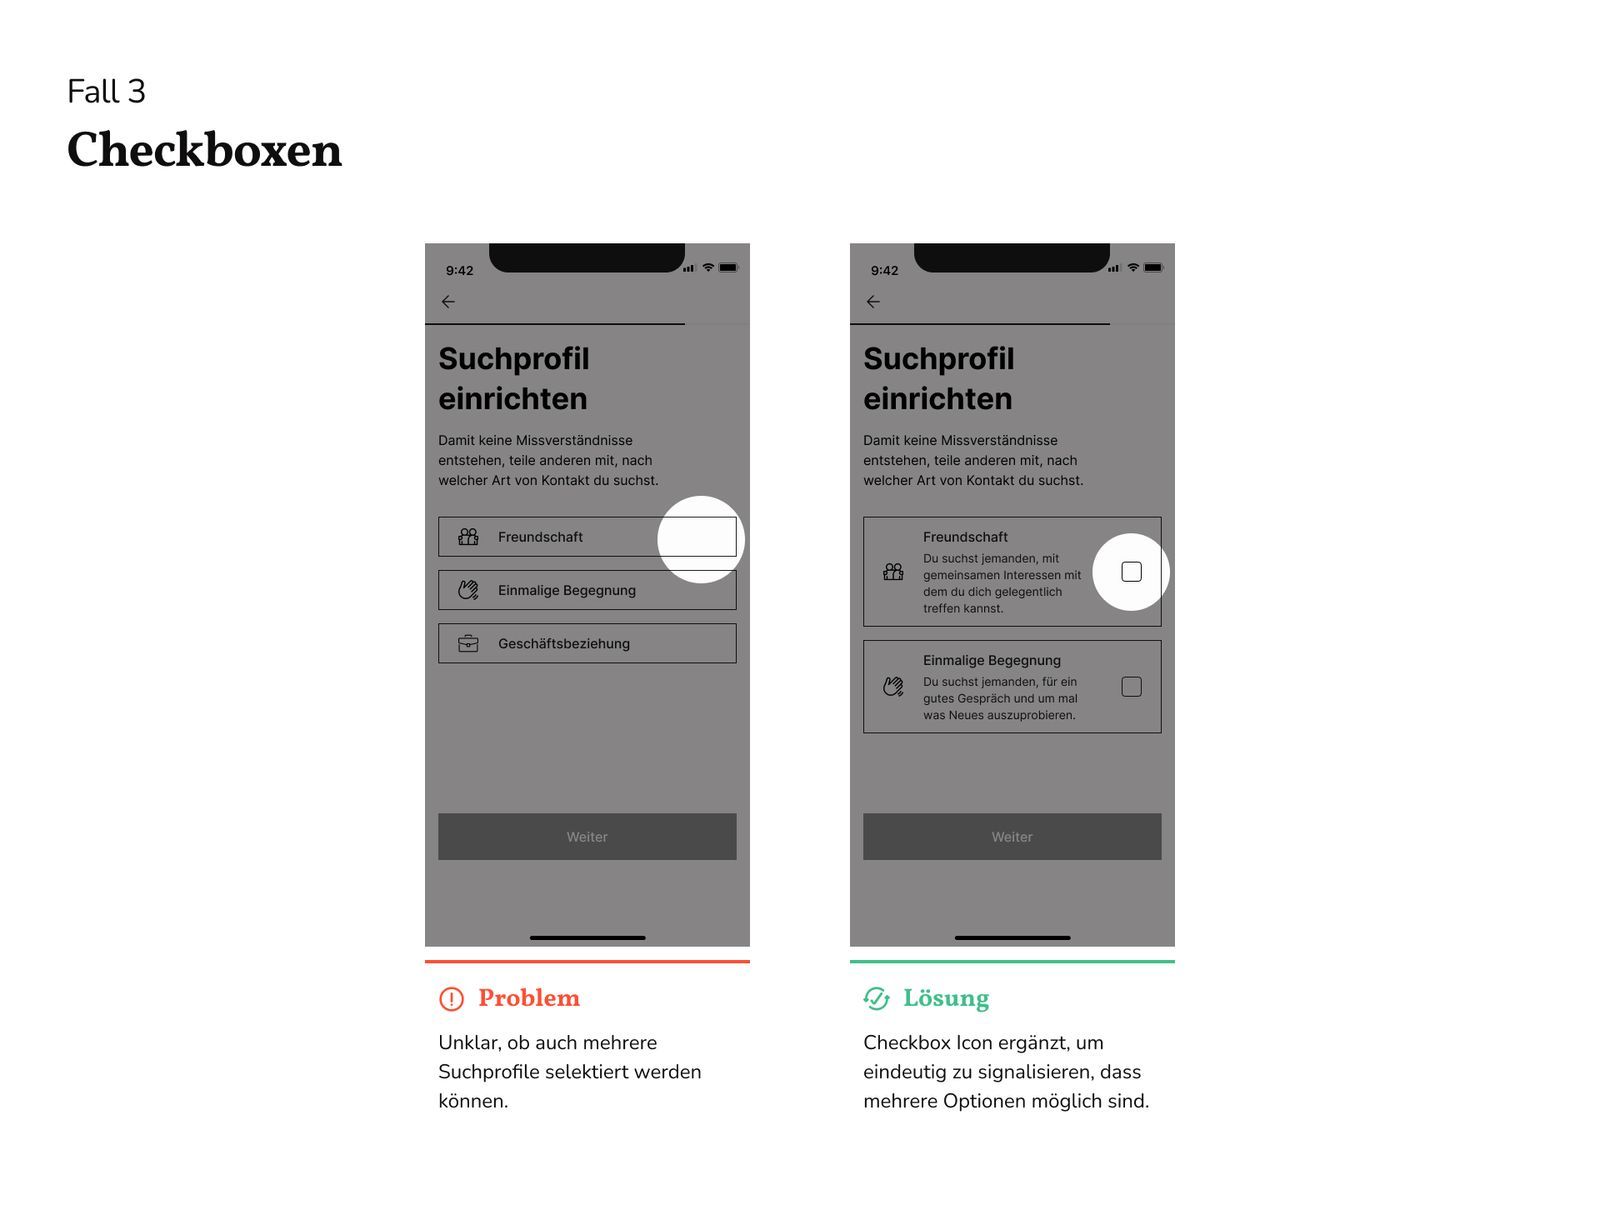 Fall 3
Checkboxen
9:42
Suchprofil
einrichten
Damit keine Missverständnisse
entstehen, teile anderen mit, nach
welcher Art von Kontakt du suchst.
Freundschaft
Einmalige Begegnung
Geschäftsbeziehung
Weiter
Problem
Unklar, ob auch mehrere
Suchprofile selektiert werden
können.
9:42
Suchprofil
einrichten
Damit keine Missverständnisse
entstehen, teile anderen mit, nach
welcher Art von Kontakt du suchst.
Freundschaft
Du suchst jemanden, mit
gemeinsamen Interessen mit
dem du dich gelegentlich
treffen kannst.
Einmalige Begegnung
Du suchst jemanden, für ein
gutes Gespräch und um mal
was Neues auszuprobieren.
Weiter
Lösung
Checkbox Icon ergänzt, um
eindeutig zu signalisieren, dass
mehrere Optionen möglich sind.